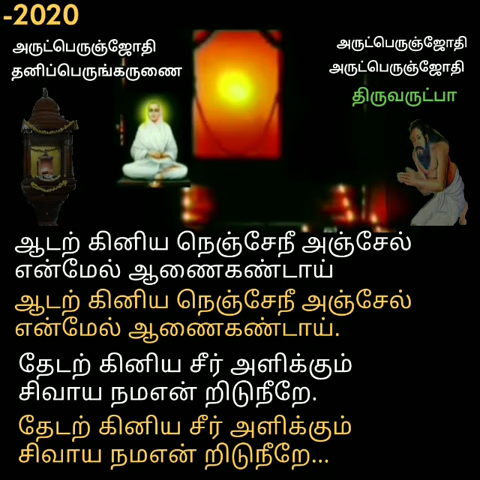 -2020
அருட்பெருஞ்ஜோதி
தனிப்பெருங்கருணை
அருட்பெருஞ்ஜோதி
அருட்பெருஞ்ஜோதி
திருவருட்பா
ஆடற் கினிய நெஞ்சேநீ அஞ்சேல்
என்மேல் ஆணைகண்டாய்
ஆடற் கினிய நெஞ்சேநீ அஞ்சேல்
என்மேல் ஆணைகண்டாய்.
தேடற் கினிய சீர் அளிக்கும்
சிவாய நமஎன் றிடுநீறே.
தேடற் கினிய சீர் அளிக்கும்
சிவாய நமஎன் றிடுநீறே...